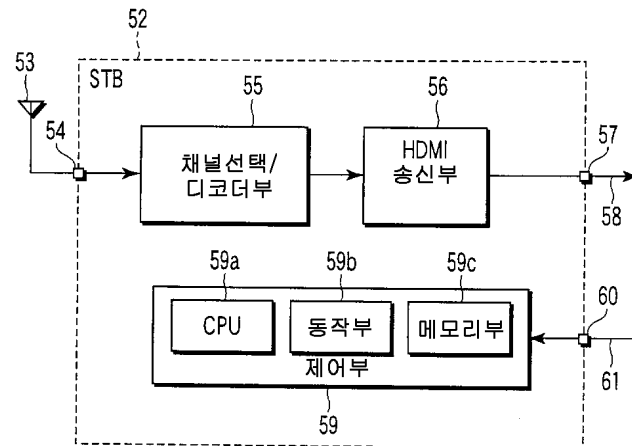 52
53
STB
55
56
54
채널선택/
디코더부
HDMI
송신부
57
58
59a
59b
59c
CPU
동작부
메모리부
제어부
60
61
59